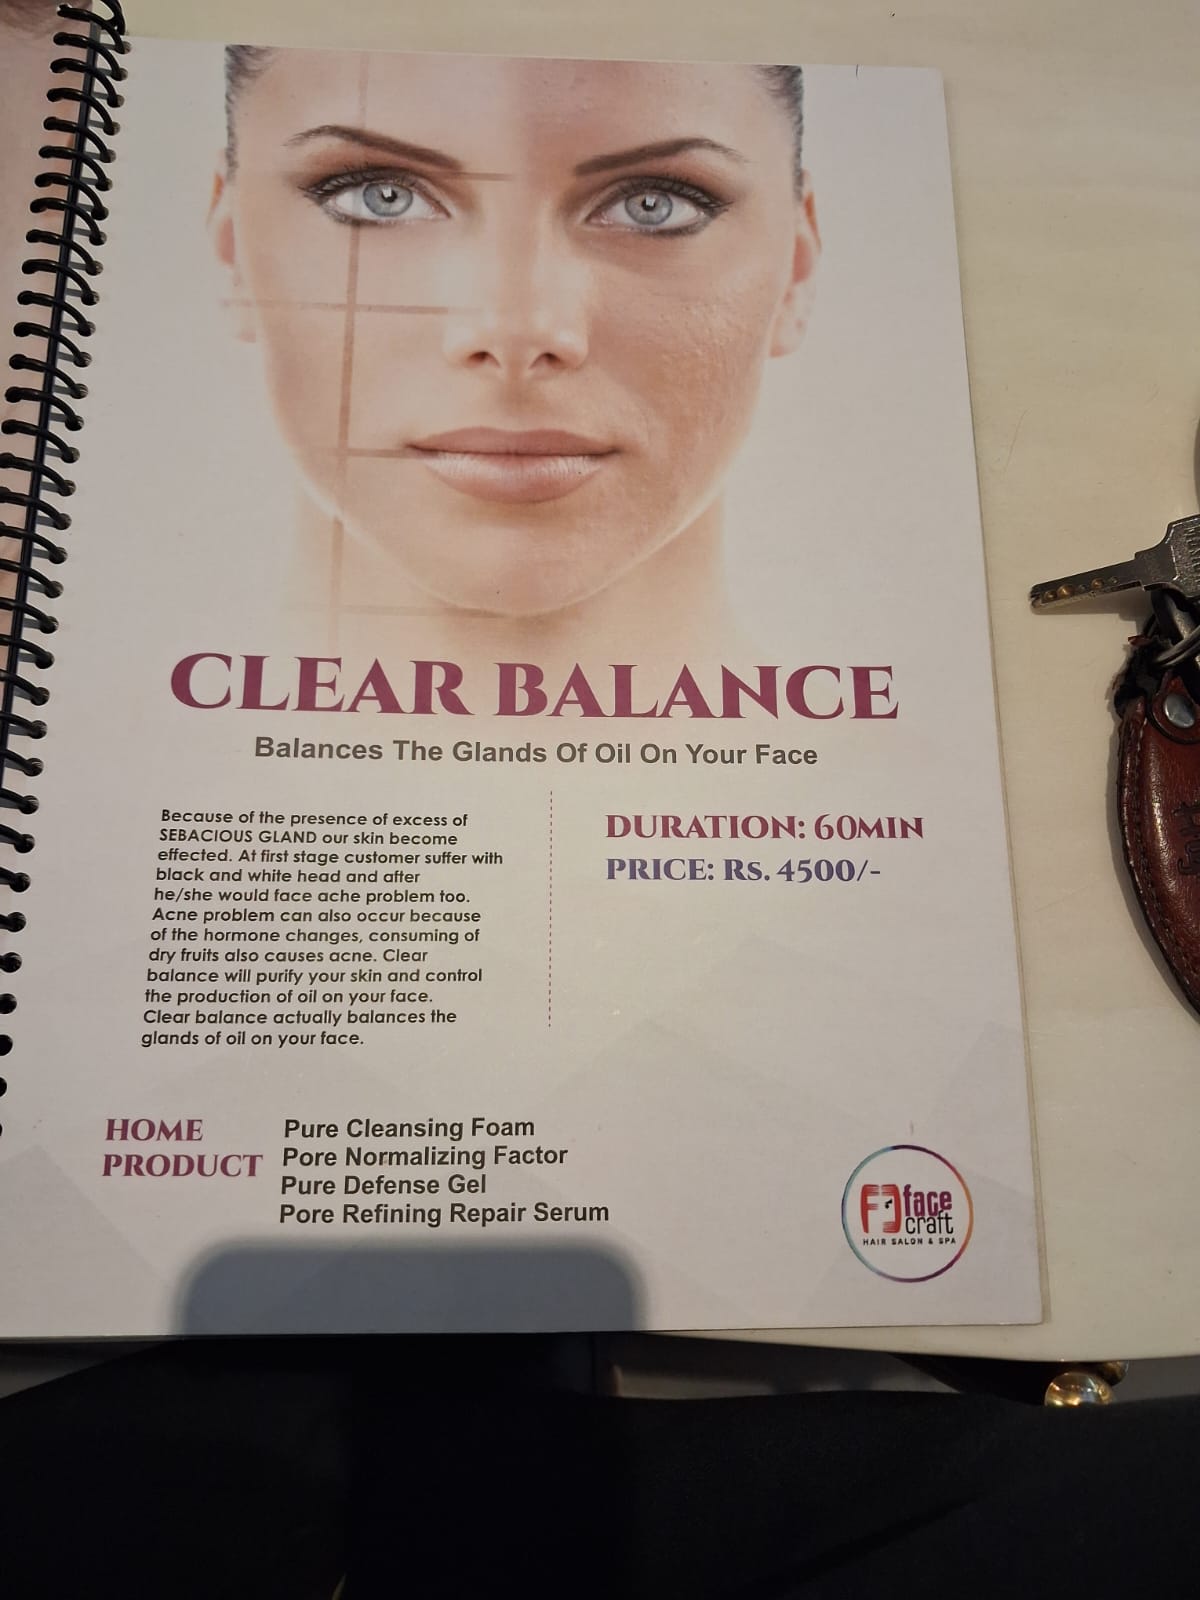 CLEAR BALANCE
Balances The Glands Of Oil On Your Face
Because of the presence of excess of
SEBACIOUS GLAND our skin become
effected. At first stage customer suffer with
black and white head and after
he/she would face ache problem too.
Acne problem can also occur because
of the hormone changes, consuming of
dry fruits also causes acne. Clear
balance will purify your skin and control
the production of oil on your face.
Clear balance actually balances the
glands of oil on your face.
DURATION: 60MIN
PRICE: Rs. 4500/-
HOME
PRODUCT
Pure Cleansing Foam
Pore Normalizing Factor
Pure Defense Gel
Pore Refining Repair Serum
face
craft
HAIR SALON & SPA